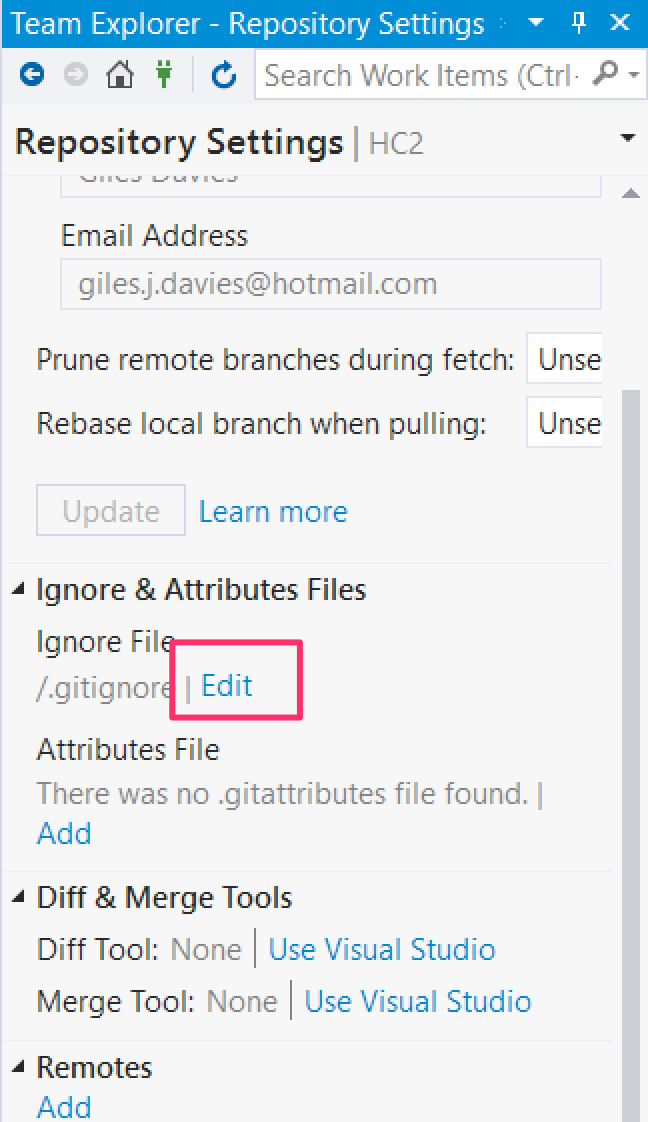 Team Explorer - Repository Settings
Search Work Items (Ctrl
Repository Settings | HC2
Giles Davies
Email Address
giles.j.davies@hotmail.com
Prune remote branches during fetch: Unse
Rebase local branch when pulling: Unse
Update Learn more
Ignore & Attributes Files
Ignore File
/.gitignore | Edit
Attributes File
There was no .gitattributes file found. |
Add
Diff & Merge Tools
Diff Tool: None | Use Visual Studio
Merge Tool: None | Use Visual Studio
Remotes
Add